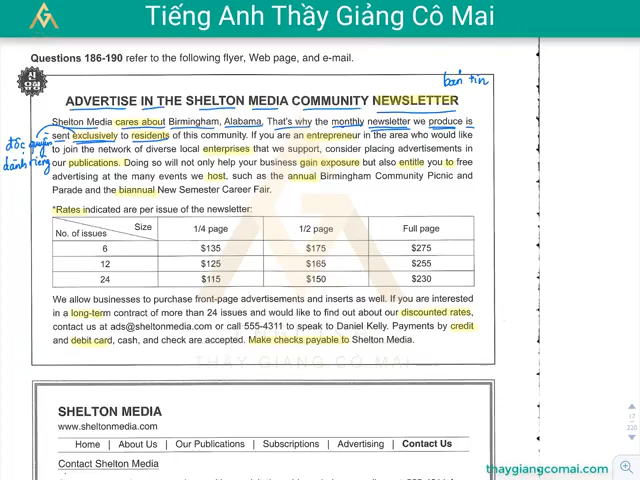 Tiếng Anh Thầy Giảng Cô Mai
Questions 186-190 refer to the following flyer, Web page, and e-mail.
bản tin
ADVERTISE IN THE SHELTON MEDIA COMMUNITY NEWSLETTER
Shelton Media cares about Birmingham, Alabama. That's why the monthly newsletter we produce is
sent exclusively to residents of this community. If you are an entrepreneur in the area who would like
độc quyền
to join the network of diverse local enterprises that we support, consider placing advertisements in
dành riêng
our publications. Doing so will not only help your business gain exposure but also entitle you to free
advertising at the many events we host, such as the annual Birmingham Community Picnic and
Parade and the biannual New Semester Career Fair.
*Rates indicated are per issue of the newsletter:
No. of issues Size 1/4 page 1/2 page Full page
6 $135 $175 $275
12 $125 $165 $255
24 $115 $150 $230
We allow businesses to purchase front-page advertisements and inserts as well. If you are interested
in a long-term contract of more than 24 issues and would like to find out about our discounted rates,
contact us at ads@sheltonmedia.com or call 555-4311 to speak to Daniel Kelly. Payments by credit
and debit card, cash, and check are accepted. Make checks payable to Shelton Media.
THẦY GIẢNG CÔ MAI
SHELTON MEDIA
www.sheltonmedia.com
Home | About Us | Our Publications | Subscriptions | Advertising | Contact Us
Contact Shelton Media
17
220
thaygiangcomai.com